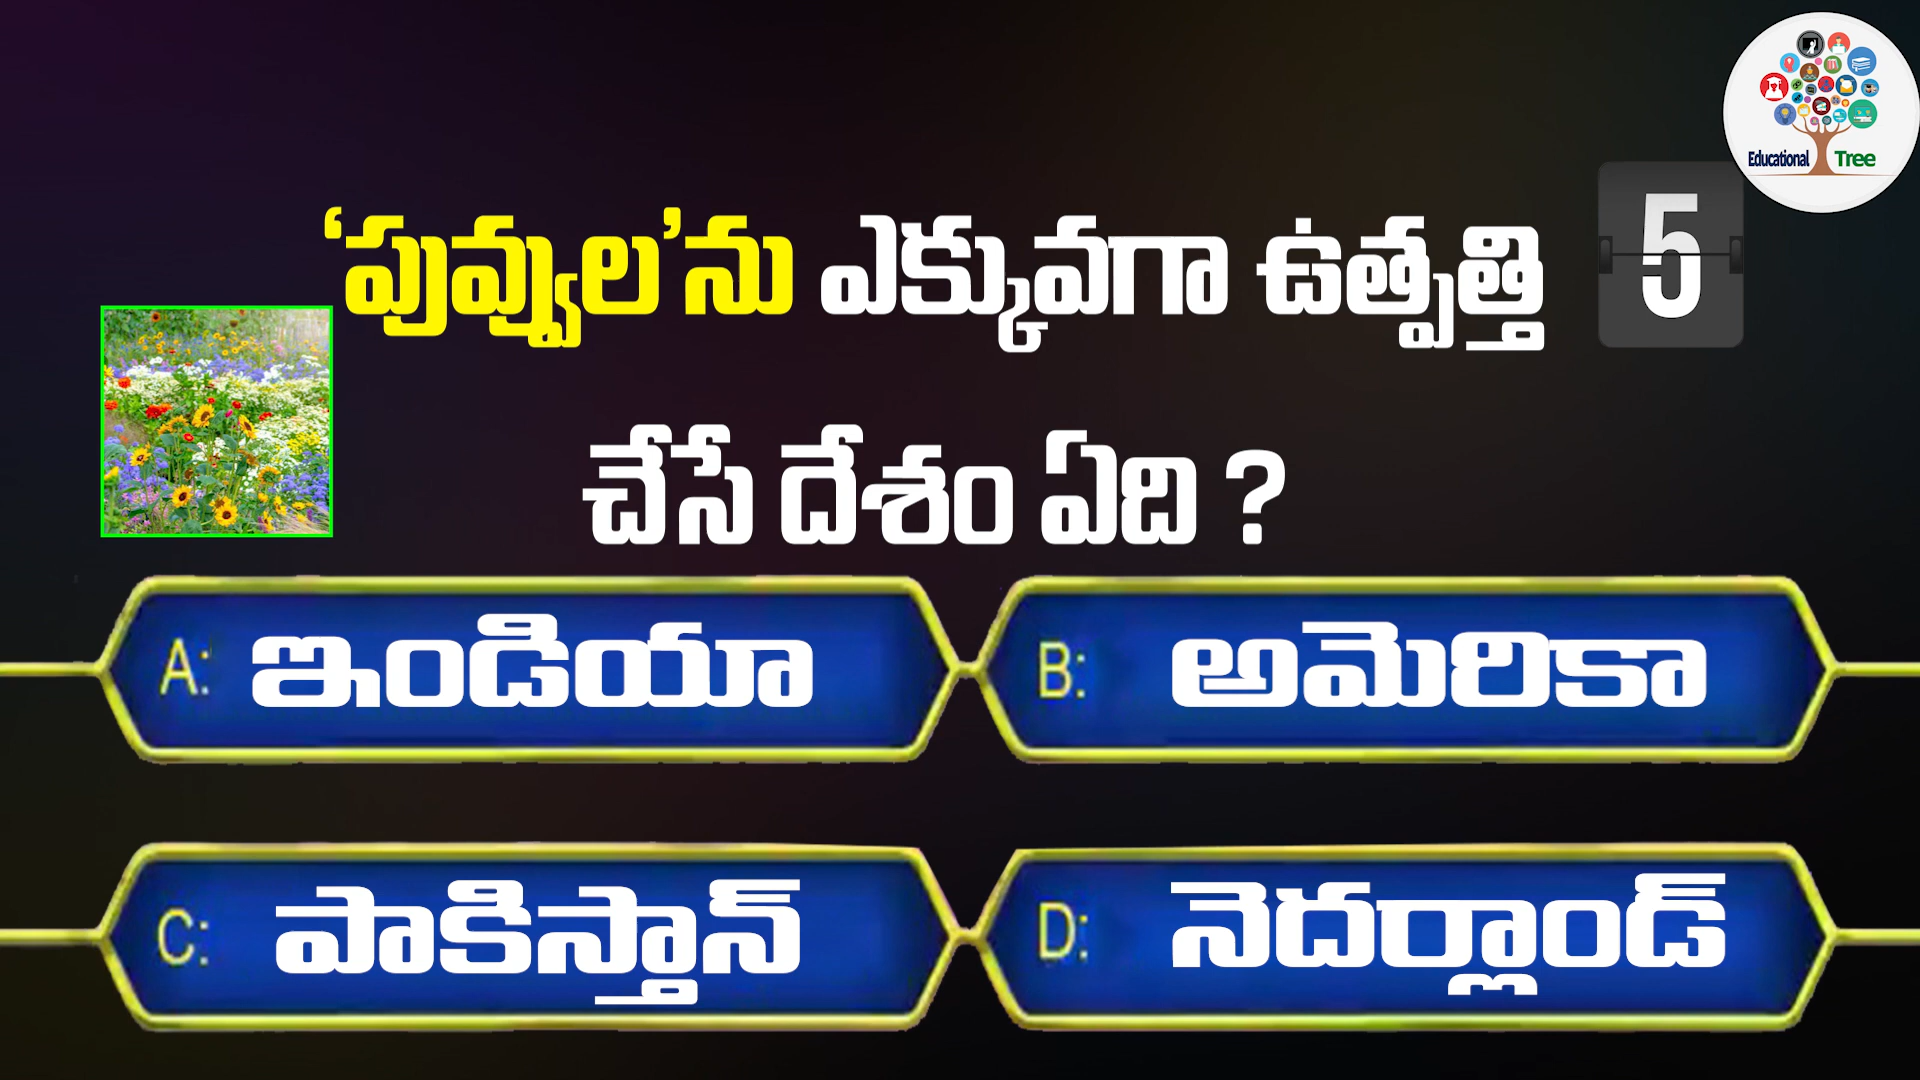 Educational Tree
‘పువ్వుల’ను ఎక్కువగా ఉత్పత్తి
5
చేసే దేశం ఏది ?
A: ఇండియా
B: అమెరికా
C: పాకిస్తాన్
D: నెదర్లాండ్